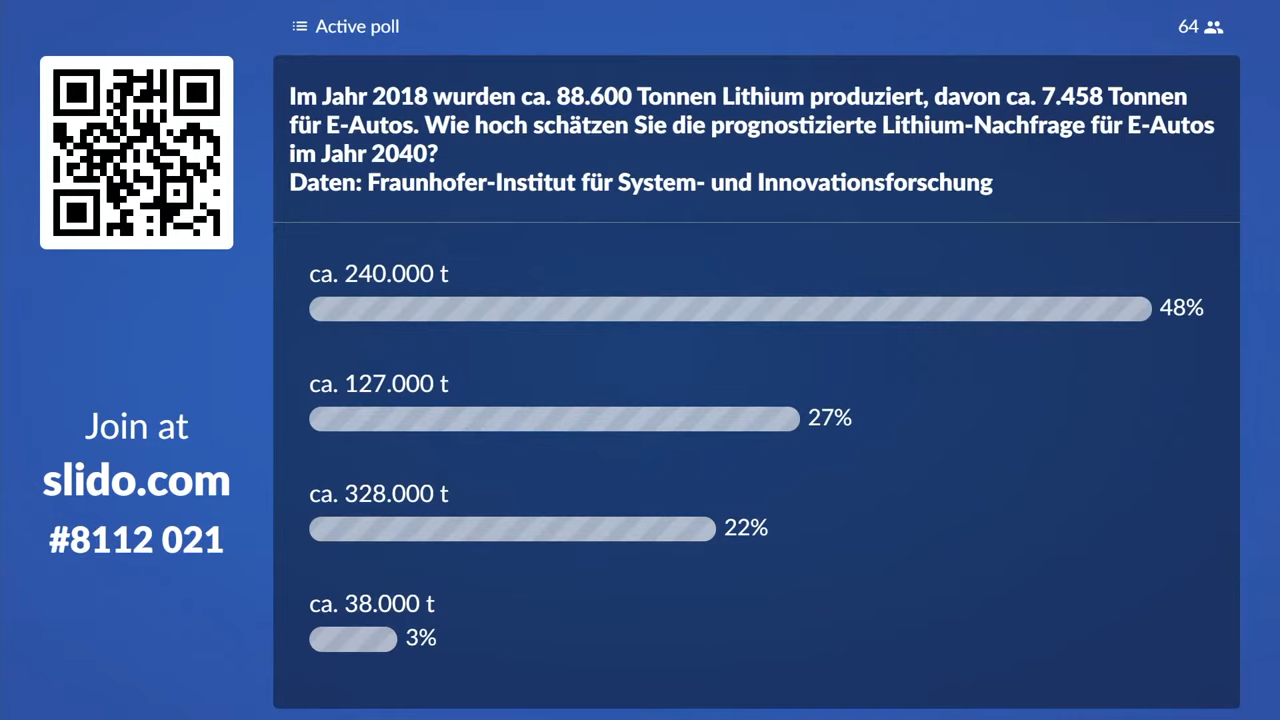 Active poll
64
Im Jahr 2018 wurden ca. 88.600 Tonnen Lithium produziert, davon ca. 7.458 Tonnen
für E-Autos. Wie hoch schätzen Sie die prognostizierte Lithium-Nachfrage für E-Autos
im Jahr 2040?
Daten: Fraunhofer-Institut für System- und Innovationsforschung
ca. 240.000 t
48%
ca. 127.000 t
27%
ca. 328.000 t
22%
ca. 38.000 t
3%
Join at
slido.com
#8112 021